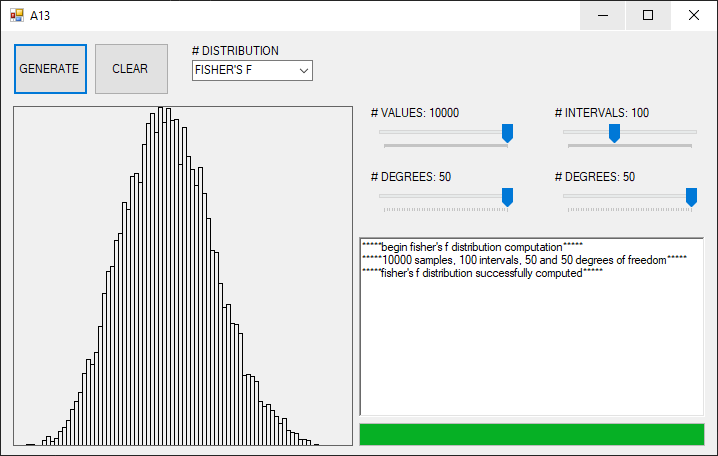 A13
GENERATE
CLEAR
# DISTRIBUTION
FISHER'S F
# VALUES: 10000
# INTERVALS: 100
# DEGREES: 50
# DEGREES: 50
*****begin fisher's f distribution computation*****
*****10000 samples, 100 intervals, 50 and 50 degrees of freedom*****
*****fisher's f distribution successfully computed*****